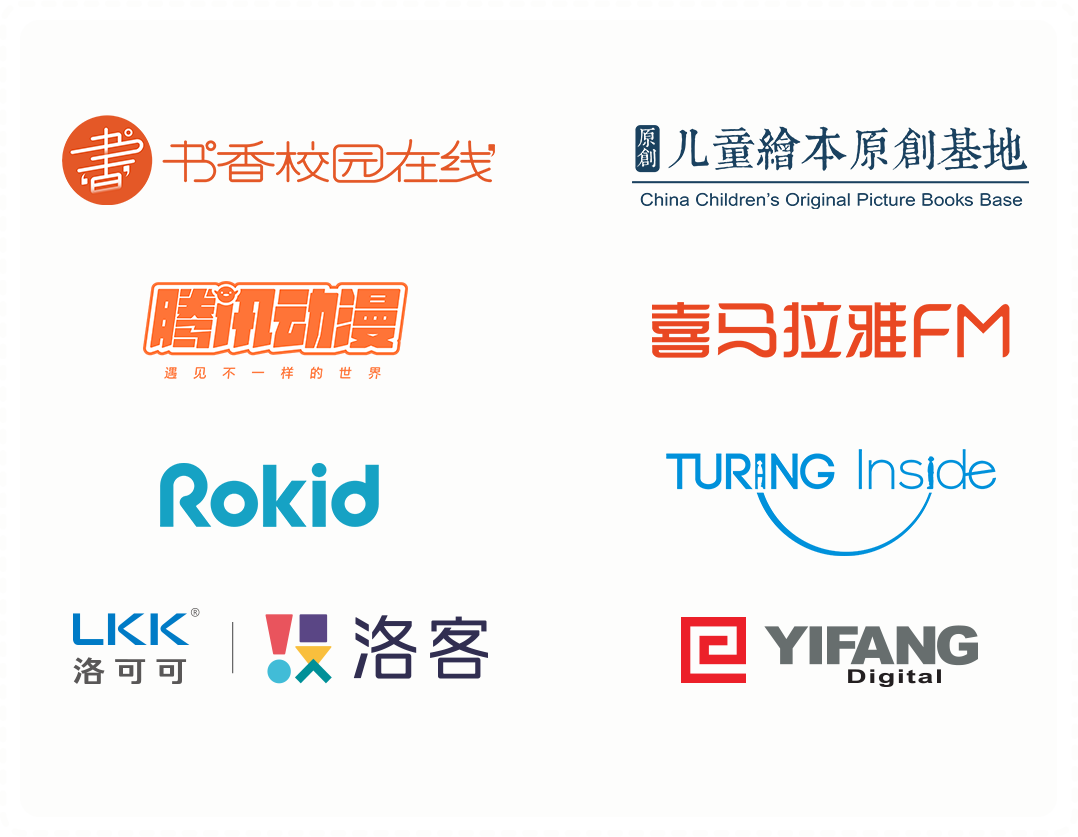 書 书香校园在线
原創 儿童繪本原創基地
China Children's Original Picture Books Base
腾讯动漫
遇见不一样的世界
喜马拉雅FM
Rokid
TURING Inside
LKK®
洛可可
洛客
YIFANG
Digital